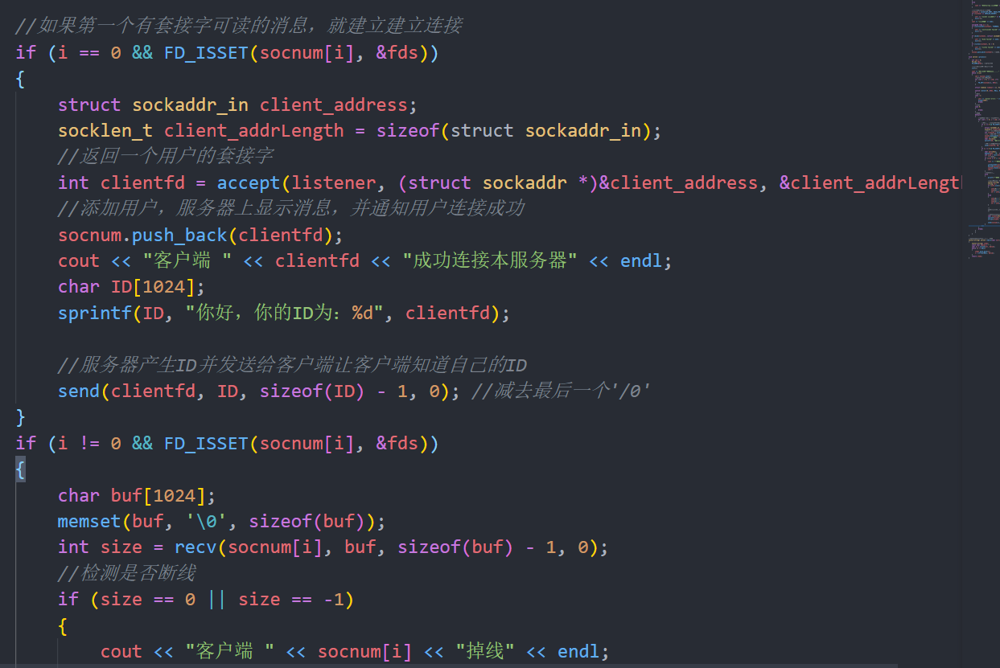 //如果第一个有套接字可读的消息，就建立建立连接
if (i == 0 && FD_ISSET(socnum[i], &fds))
{
struct sockaddr_in client_address;
socklen_t client_addrLength = sizeof(struct sockaddr_in);
//返回一个用户的套接字
int clientfd = accept(listener, (struct sockaddr *)&client_address, &client_addrLengt
//添加用户，服务器上显示消息，并通知用户连接成功
socnum.push_back(clientfd);
cout << "客户端 " << clientfd << "成功连接本服务器" << endl;
char ID[1024];
sprintf(ID, "你好，你的ID为：%d", clientfd);
//服务器产生ID并发送给客户端让客户端知道自己的ID
send(clientfd, ID, sizeof(ID) - 1, 0); //减去最后一个'/0'
}
if (i != 0 && FD_ISSET(socnum[i], &fds))
{
char buf[1024];
memset(buf, '\0', sizeof(buf));
int size = recv(socnum[i], buf, sizeof(buf) - 1, 0);
//检测是否断线
if (size == 0 || size == -1)
{
cout << "客户端 " << socnum[i] << "掉线" << endl;